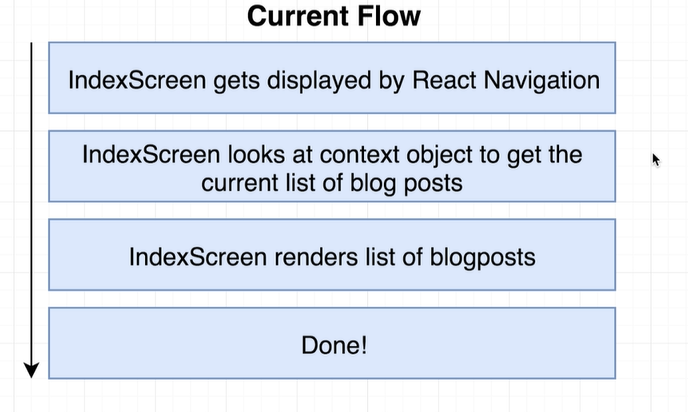 Current Flow
IndexScreen gets displayed by React Navigation
IndexScreen looks at context object to get the
current list of blog posts
IndexScreen renders list of blogposts
Done!